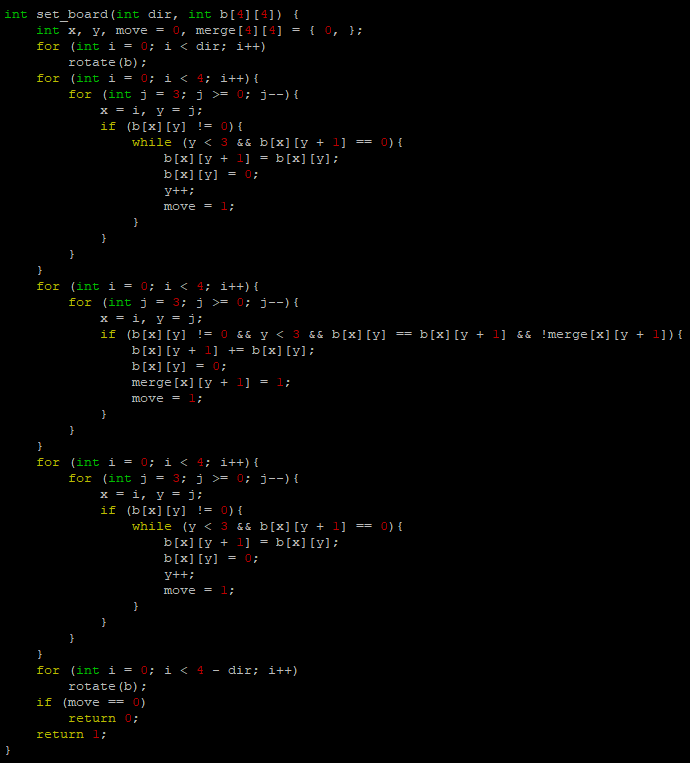 int set_board(int dir, int b[4][4]) {
    int x, y, move = 0, merge[4][4] = { 0, };
    for (int i = 0; i < dir; i++)
        rotate(b);
    for (int i = 0; i < 4; i++){
        for (int j = 3; j >= 0; j--){
            x = i, y = j;
            if (b[x][y] != 0){
                while (y < 3 && b[x][y + 1] == 0){
                    b[x][y + 1] = b[x][y];
                    b[x][y] = 0;
                    y++;
                    move = 1;
                }
            }
        }
    }
    for (int i = 0; i < 4; i++){
        for (int j = 3; j >= 0; j--){
            x = i, y = j;
            if (b[x][y] != 0 && y < 3 && b[x][y] == b[x][y + 1] && !merge[x][y + 1]){
                b[x][y + 1] += b[x][y];
                b[x][y] = 0;
                merge[x][y + 1] = 1;
                move = 1;
            }
        }
    }
    for (int i = 0; i < 4; i++){
        for (int j = 3; j >= 0; j--){
            x = i, y = j;
            if (b[x][y] != 0){
                while (y < 3 && b[x][y + 1] == 0){
                    b[x][y + 1] = b[x][y];
                    b[x][y] = 0;
                    y++;
                    move = 1;
                }
            }
        }
    }
    for (int i = 0; i < 4 - dir; i++)
        rotate(b);
    if (move == 0)
        return 0;
    return 1;
}